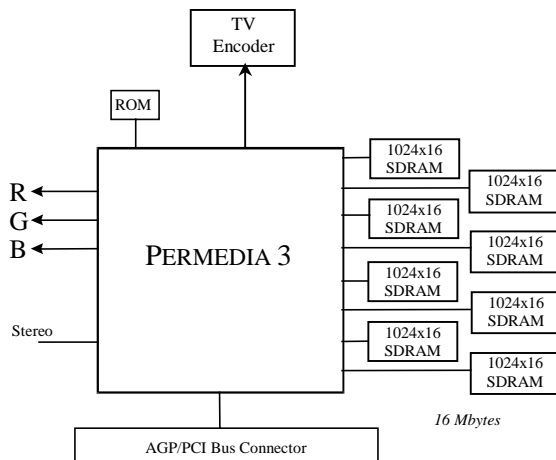 TV
Encoder
ROM
1024x16
SDRAM
1024x16
SDRAM
R
G
B
1024x16
SDRAM
PERMEDIA 3
1024x16
SDRAM
1024x16
SDRAM
1024x16
SDRAM
Stereo
1024x16
SDRAM
1024x16
SDRAM
16 Mbytes
AGP/PCI Bus Connector